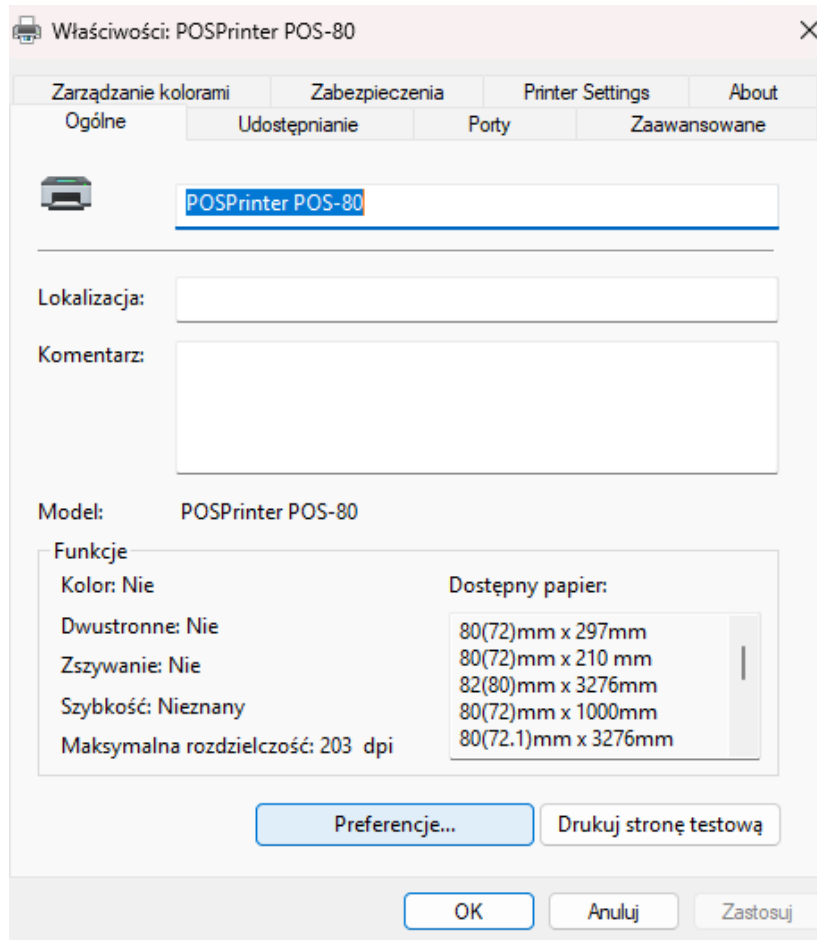 Właściwości: POSPrinter POS-80
Zarządzanie kolorami Zabezpieczenia Printer Settings About
Ogólne Udostępnianie Porty Zaawansowane
POSPrinter POS-80
Lokalizacja:
Komentarz:
Model: POSPrinter POS-80
Funkcje
Kolor: Nie
Dwustronne: Nie
Zszywanie: Nie
Szybkość: Nieznany
Maksymalna rozdzielczość: 203 dpi
Dostępny papier:
80(72)mm x 297mm
80(72)mm x 210 mm
82(80)mm x 3276mm
80(72)mm x 1000mm
80(72.1)mm x 3276mm
Preferencje... Drukuj stronę testową
OK Anuluj Zastosuj